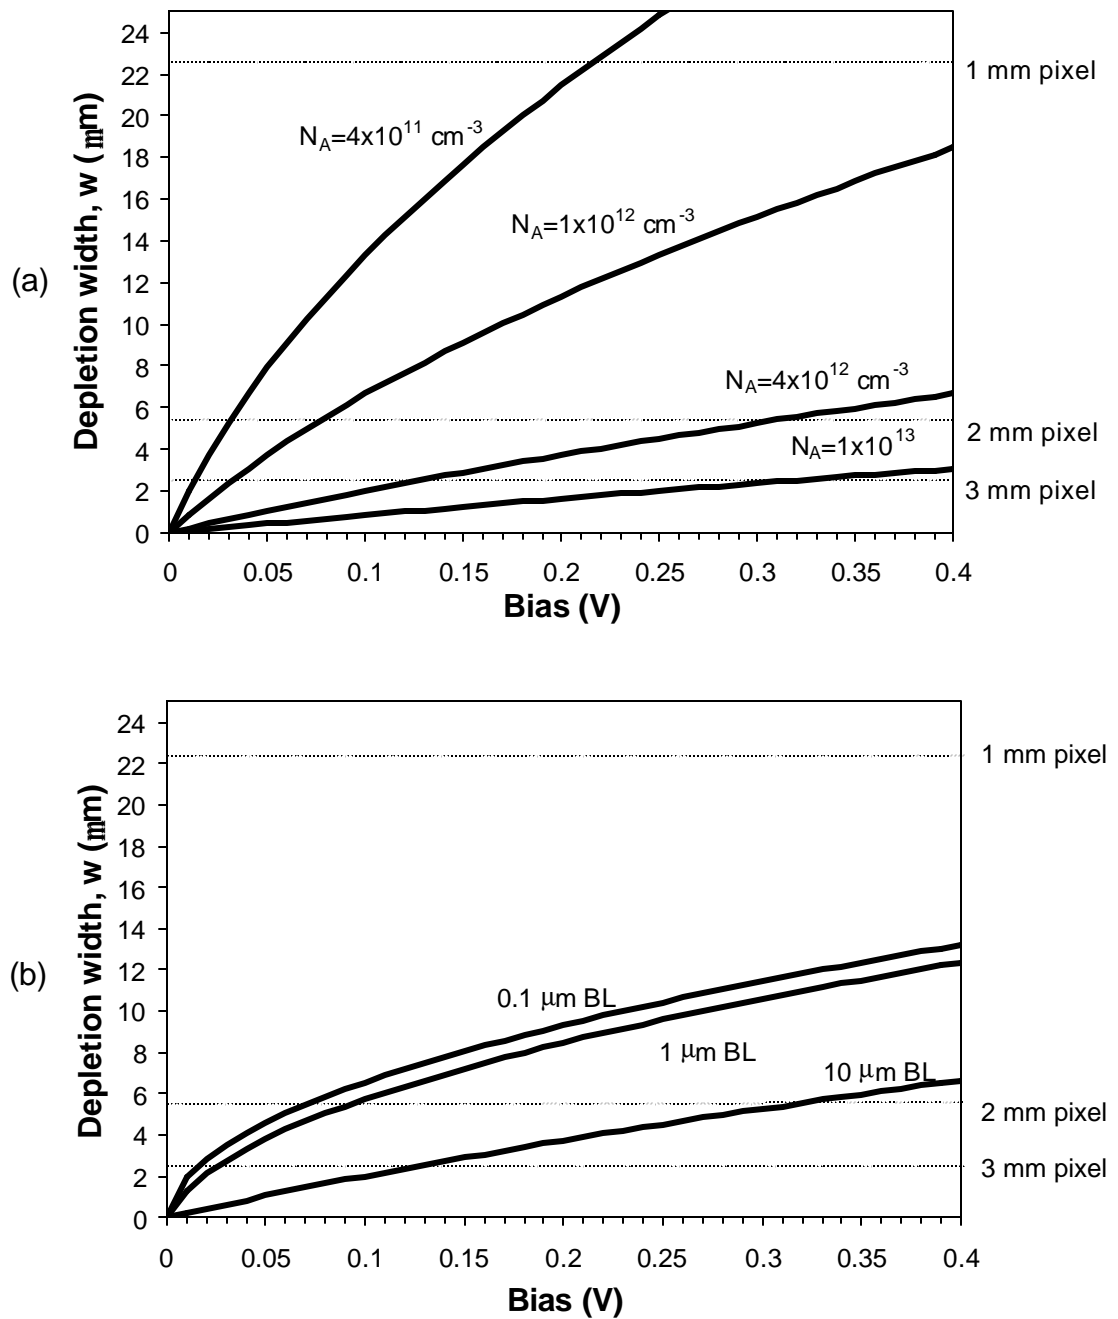 24
22
20
18
16
14
12
10
8
6
4
2
0
Depletion width, w (mm)
(a)
N_A=4x10^11 cm^-3
N_A=1x10^12 cm^-3
N_A=4x10^12 cm^-3
N_A=1x10^13
1 mm pixel
2 mm pixel
3 mm pixel
0 0.05 0.1 0.15 0.2 0.25 0.3 0.35 0.4
Bias (V)
24
22
20
18
16
14
12
10
8
6
4
2
0
Depletion width, w (mm)
(b)
0.1 μm BL
1 μm BL
10 μm BL
1 mm pixel
2 mm pixel
3 mm pixel
0 0.05 0.1 0.15 0.2 0.25 0.3 0.35 0.4
Bias (V)